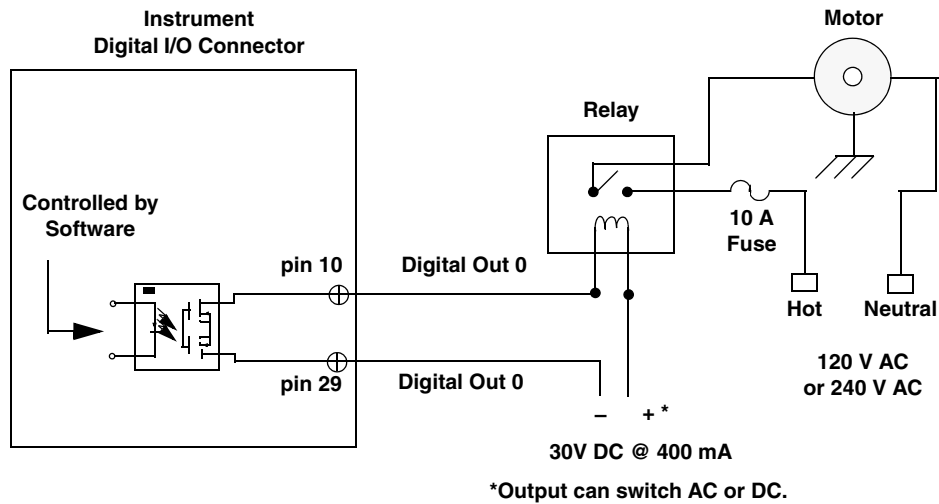 Instrument
Digital I/O Connector
Motor
Relay
Controlled by
Software
10 A
Fuse
pin 10
Digital Out 0
Hot
Neutral
120 V AC
or 240 V AC
pin 29
Digital Out 0
– + *
30V DC @ 400 mA
*Output can switch AC or DC.